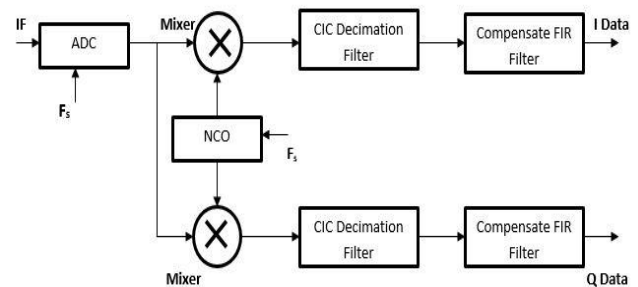 IF
ADC
Mixer
CIC Decimation
Filter
Compensate FIR
Filter
I Data
Fs
NCO
Fs
CIC Decimation
Filter
Compensate FIR
Filter
Mixer
Q Data